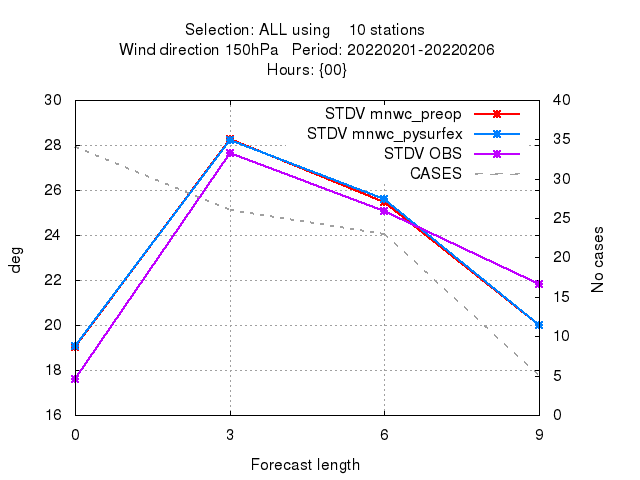 Selection: ALL using    10 stations
Wind direction 150hPa   Period: 20220201-20220206
Hours: {00}
30 40
STDV mnwc_preop
STDV mnwc_pysurfex
STDV OBS
CASES
28
26
24
22
20
18
16
35
30
25
20
15
10
5
0
deg
No cases
0 3 6 9
Forecast length